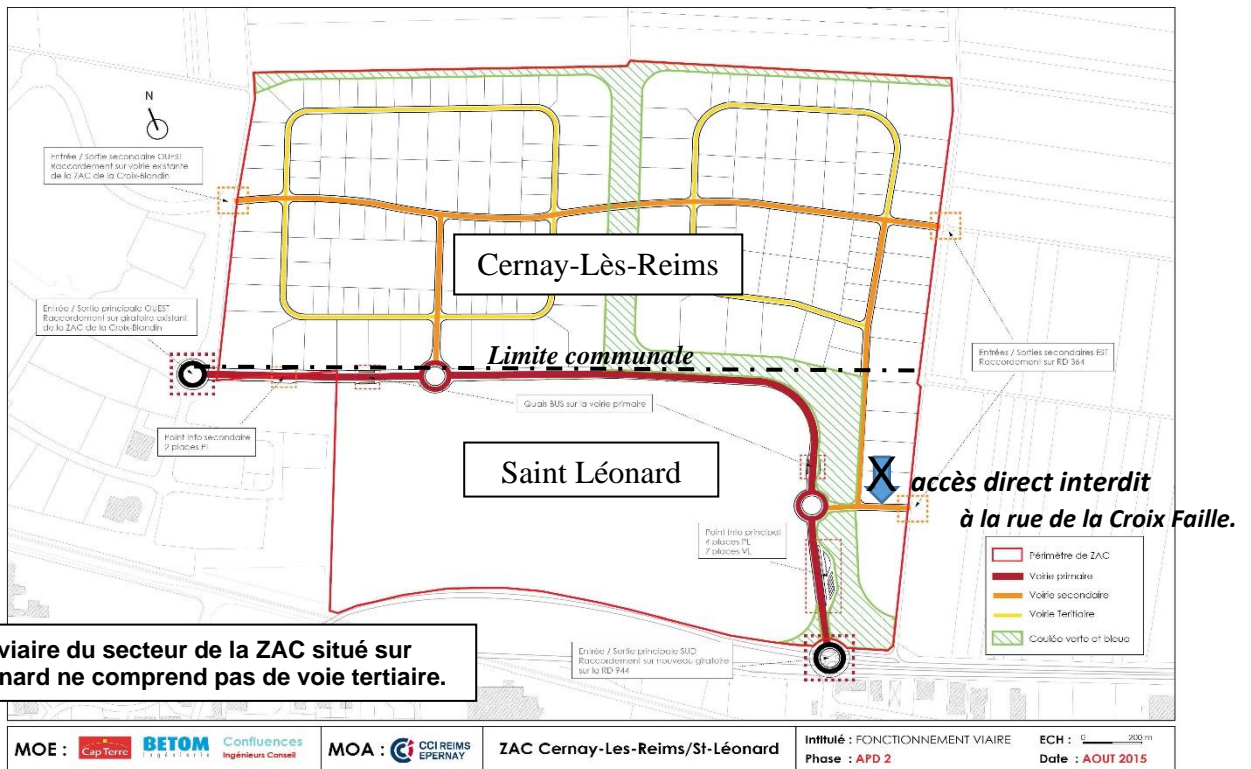 N
Entrée / Sortie secondaire OUEST
Raccordement sur voirie existante
de la ZAC de la Croix-Blandin
Cernay-Lès-Reims
Entrée / Sortie principale OUEST
Raccordement sur giratoire existant
de la ZAC de la Croix-Blandin
Limite communale
Entrées / Sorties secondaires EST
Raccordement sur RD 364
Quais BUS sur la voirie primaire
Point Info secondaire
2 places PL
Saint Léonard
X accès direct interdit
à la rue de la Croix Faille.
Point Info principal
4 places PL
7 places VL
Périmètre de ZAC
Voirie primaire
Voirie secondaire
Voirie Tertiaire
Coulée verte et bleue
viaire du secteur de la ZAC situé sur
nard ne comprend pas de voie tertiaire.
Entrée / Sortie principale SUD
Raccordement sur nouveau giratoire
sur la RD 944
MOE : Cap Terre BETOM Ingénierie Confluences Ingénieurs Conseil
MOA : CCI REIMS EPERNAY
ZAC Cernay-Les-Reims/St-Léonard
Intitulé : FONCTIONNEMENT VIAIRE
Phase : APD 2
ECH : 0 200 m
Date : AOUT 2015